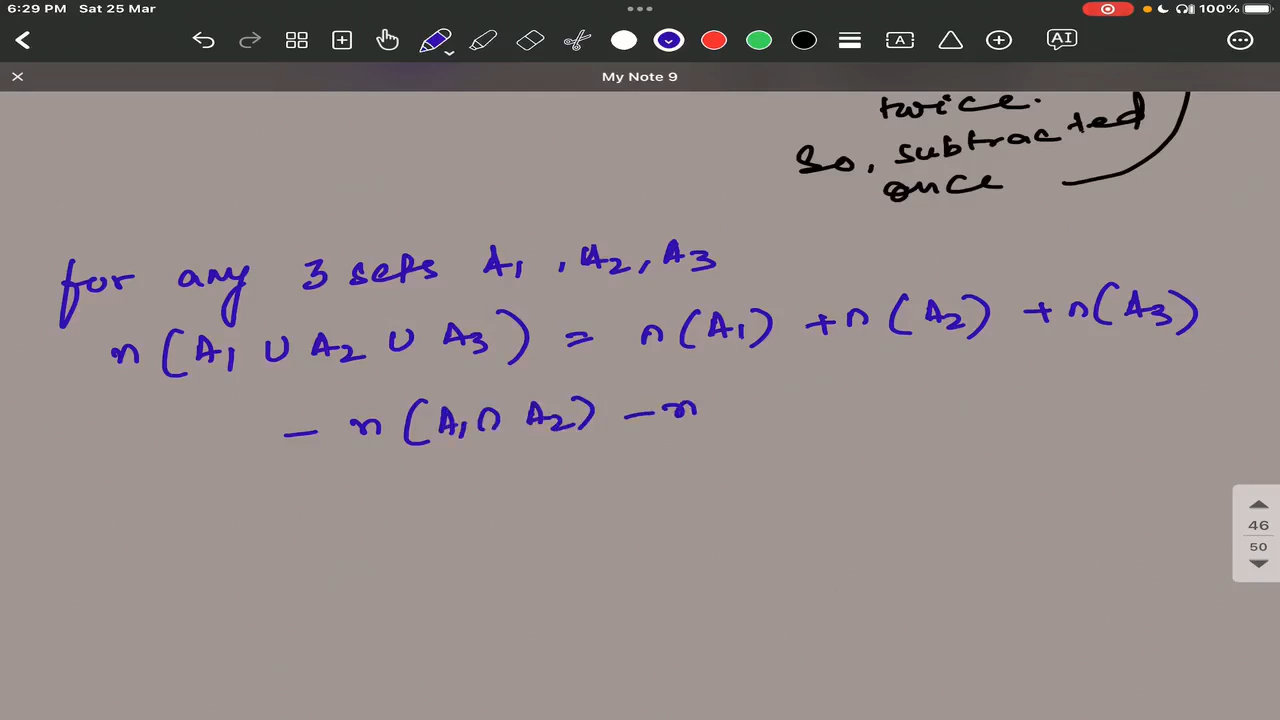 6:29 PM Sat 25 Mar
100%
A
AI
My Note 9
twice.
So, subtracted
once
for any 3 sets A1, A2, A3
n(A1 ∪ A2 ∪ A3) = n(A1) + n(A2) + n(A3)
- n(A1 ∩ A2) - n
46
50